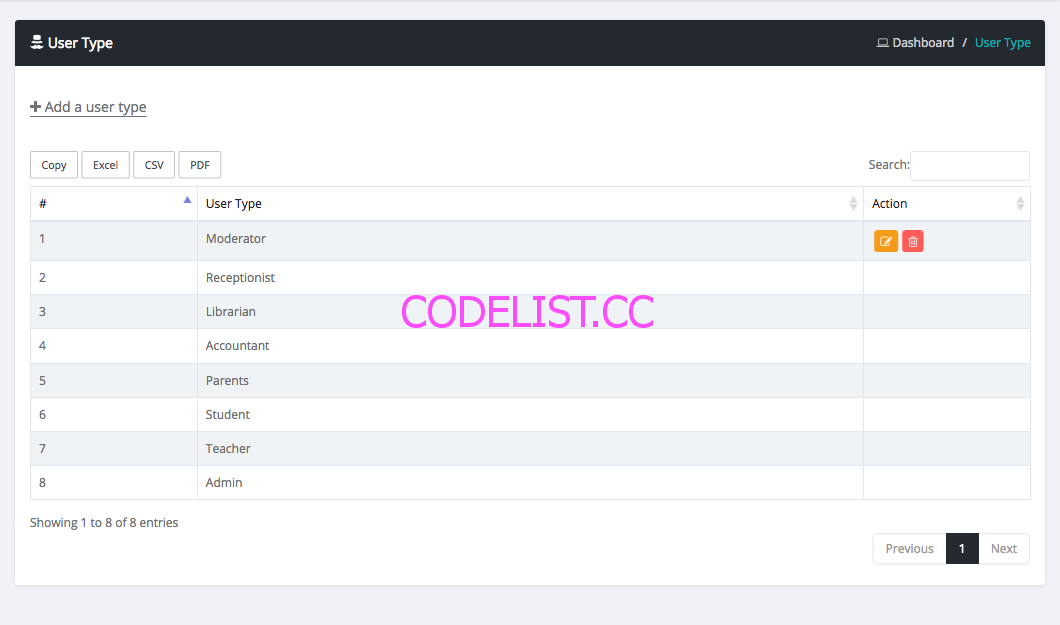 User Type
Dashboard / User Type
Add a user type
Copy Excel CSV PDF
Search:
# User Type Action
1 Moderator
2 Receptionist
3 Librarian
CODELIST.CC
4 Accountant
5 Parents
6 Student
7 Teacher
8 Admin
Showing 1 to 8 of 8 entries
Previous 1 Next